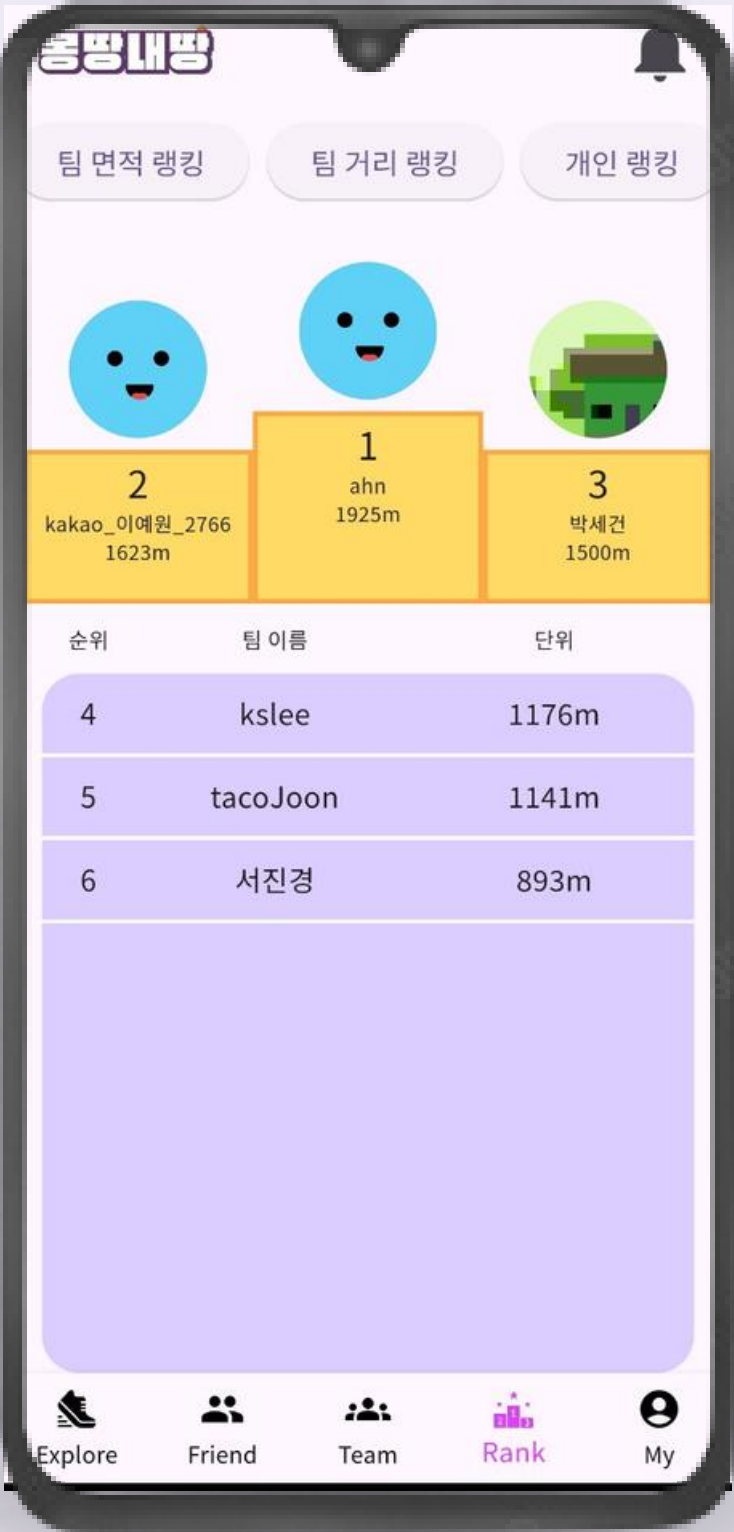 몽땅내땅
팀 면적 랭킹
팀 거리 랭킹
개인 랭킹
1
ahn
1925m
2
kakao_이예원_2766
1623m
3
박세건
1500m
순위 팀 이름 단위
4 kslee 1176m
5 tacoJoon 1141m
6 서진경 893m
Explore Friend Team Rank My